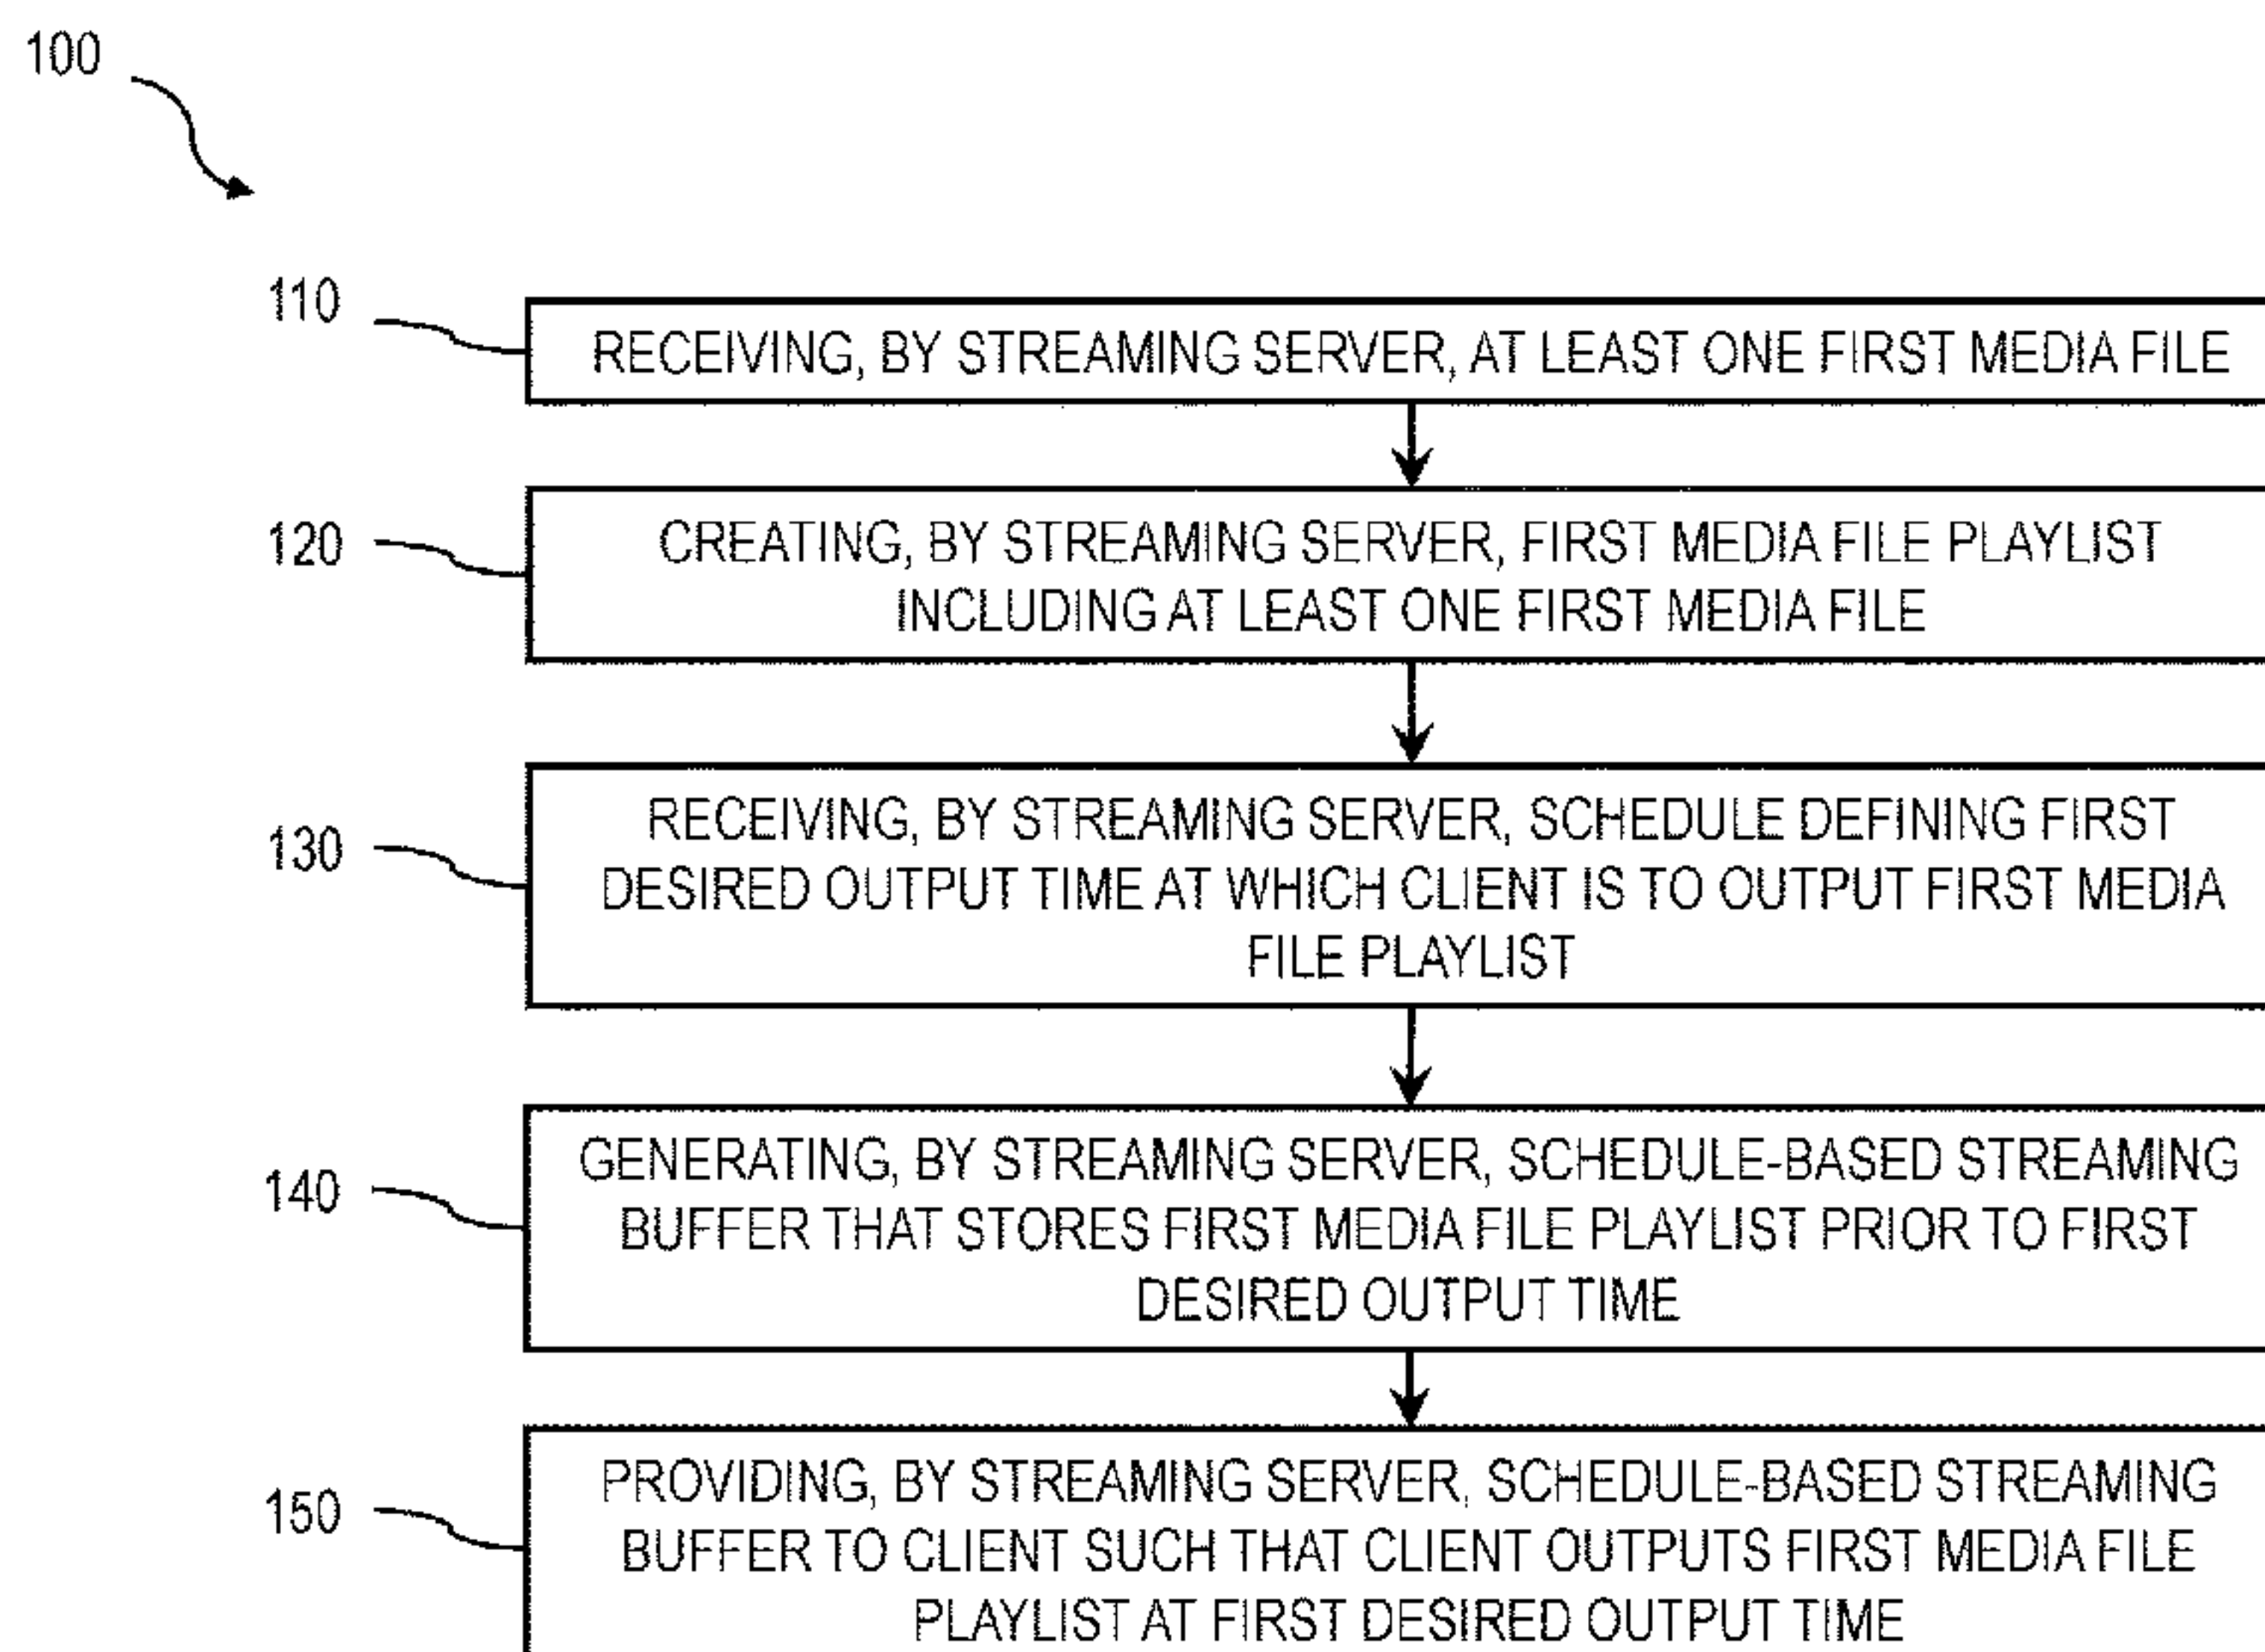 100
110
RECEIVING, BY STREAMING SERVER, AT LEAST ONE FIRST MEDIA FILE
120
CREATING, BY STREAMING SERVER, FIRST MEDIA FILE PLAYLIST
INCLUDING AT LEAST ONE FIRST MEDIA FILE
130
RECEIVING, BY STREAMING SERVER, SCHEDULE DEFINING FIRST
DESIRED OUTPUT TIME AT WHICH CLIENT IS TO OUTPUT FIRST MEDIA
FILE PLAYLIST
140
GENERATING, BY STREAMING SERVER, SCHEDULE-BASED STREAMING
BUFFER THAT STORES FIRST MEDIA FILE PLAYLIST PRIOR TO FIRST
DESIRED OUTPUT TIME
150
PROVIDING, BY STREAMING SERVER, SCHEDULE-BASED STREAMING
BUFFER TO CLIENT SUCH THAT CLIENT OUTPUTS FIRST MEDIA FILE
PLAYLIST AT FIRST DESIRED OUTPUT TIME